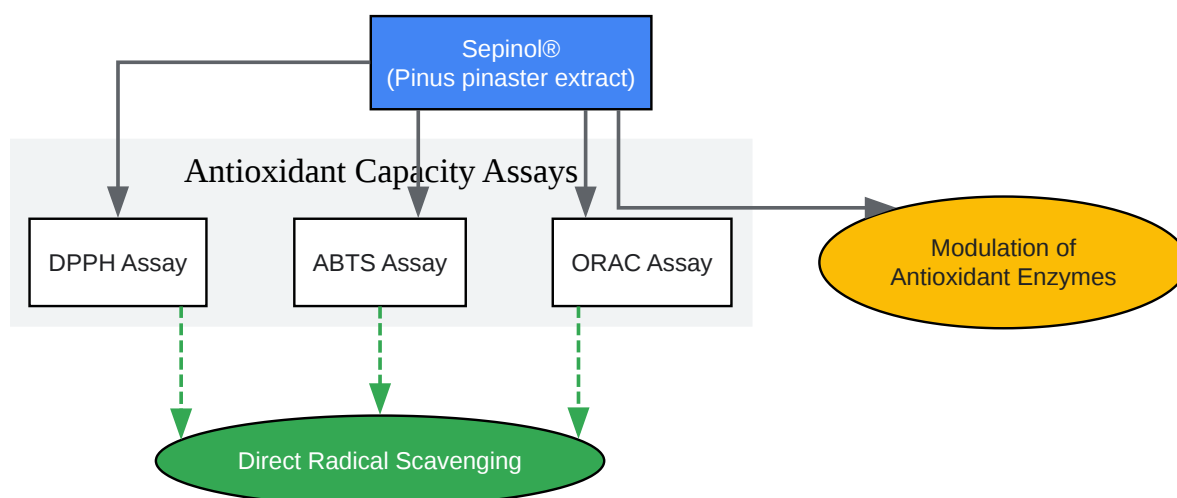 Sepinol®
(Pinus pinaster extract)
Antioxidant Capacity Assays
DPPH Assay
ABTS Assay
ORAC Assay
Modulation of
Antioxidant Enzymes
Direct Radical Scavenging